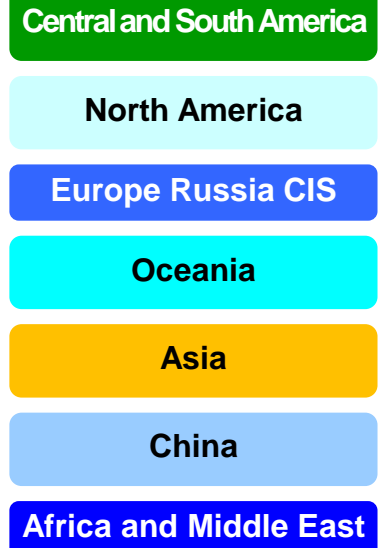 Central and South America
North America
Europe Russia CIS
Oceania
Asia
China
Africa and Middle East